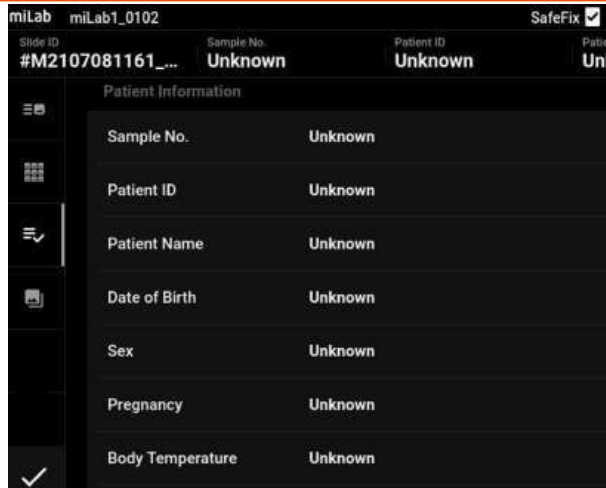 miLab miLab1_0102 SafeFix
Slide ID Sample No. Patient ID
#M2107081161_... Unknown Unknown Un
Patient Information
Sample No. Unknown
Patient ID Unknown
Patient Name Unknown
Date of Birth Unknown
Sex Unknown
Pregnancy Unknown
Body Temperature Unknown